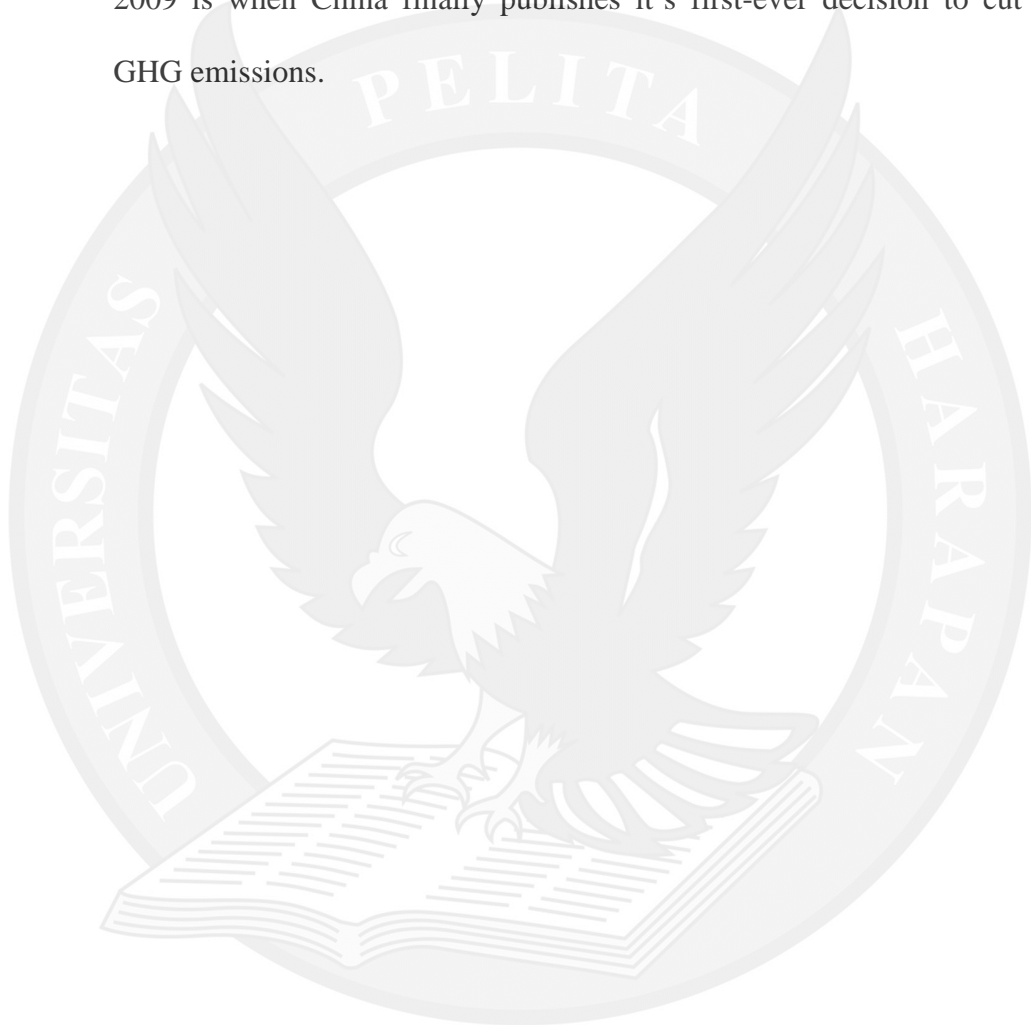 2009 is when China finally publishes it's first-ever decision to cut
GHG emissions.
UNIVERSITAS
PELITA
HARAPAN